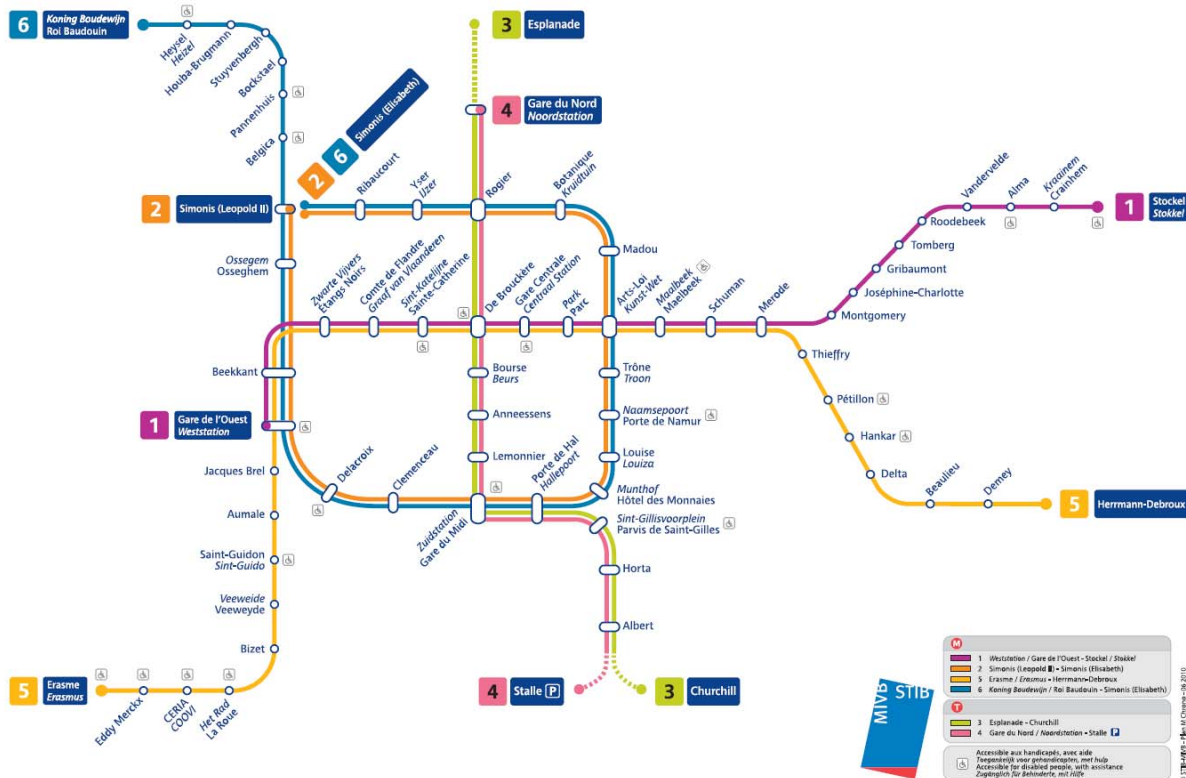 6
Koning Boudewijn
Roi Baudouin
Heysel
Heizel
Houba-Brugmann
Stuyvenbergh
Bockstael
Pannenhuis
Belgica
3
Esplanade
4
Gare du Nord
Noordstation
2
6
Simonis (Elisabeth)
2
Simonis (Leopold II)
Ribaucourt
Yser
IJzer
Rogier
Botanique
Kruidtuin
Madou
Ossegem
Osseghem
Zwarte Vijvers
Étangs Noirs
Comte de Flandre
Graaf van Vlaanderen
Sint-Katelijne
Sainte-Catherine
De Brouckère
Gare Centrale
Centraal Station
Park
Parc
Arts-Loi
Kunst-Wet
Maalbeek
Maelbeek
Schuman
Merode
Montgomery
Joséphine-Charlotte
Gribaumont
Tomberg
Roodebeek
Vandervelde
Alma
Kraainem
Crainhem
1
Stockel
Stokkel
Thieffry
Pétillon
Hankar
Delta
Beaulieu
Demey
5
Herrmann-Debroux
Beekkant
1
Gare de l'Ouest
Weststation
Bourse
Beurs
Anneessens
Lemonnier
Trône
Troon
Naamsepoort
Porte de Namur
Louise
Louiza
Munthof
Hôtel des Monnaies
Porte de Hal
Hallepoort
Delacroix
Clemenceau
Zuidstation
Gare du Midi
Sint-Gillisvoorplein
Parvis de Saint-Gilles
Horta
Albert
Jacques Brel
Aumale
Saint-Guidon
Sint-Guido
Veeweide
Veeweyde
Bizet
5
Erasme
Erasmus
Eddy Merckx
CERIA
COOVI
Het Rad
La Roue
4
Stalle P
3
Churchill
MIVB
STIB
M
1 Weststation / Gare de l'Ouest - Stockel / Stokkel
2 Simonis (Leopold II) - Simonis (Elisabeth)
5 Erasme / Erasmus - Herrmann-Debroux
6 Koning Boudewijn / Roi Baudouin - Simonis (Elisabeth)
T
3 Esplanade - Churchill
4 Gare du Nord / Noordstation - Stalle P
Accessible aux handicapés, avec aide
Toegankelijk voor gehandicapten, met hulp
Accessible for disabled people, with assistance
Zugänglich für Behinderte, mit Hilfe